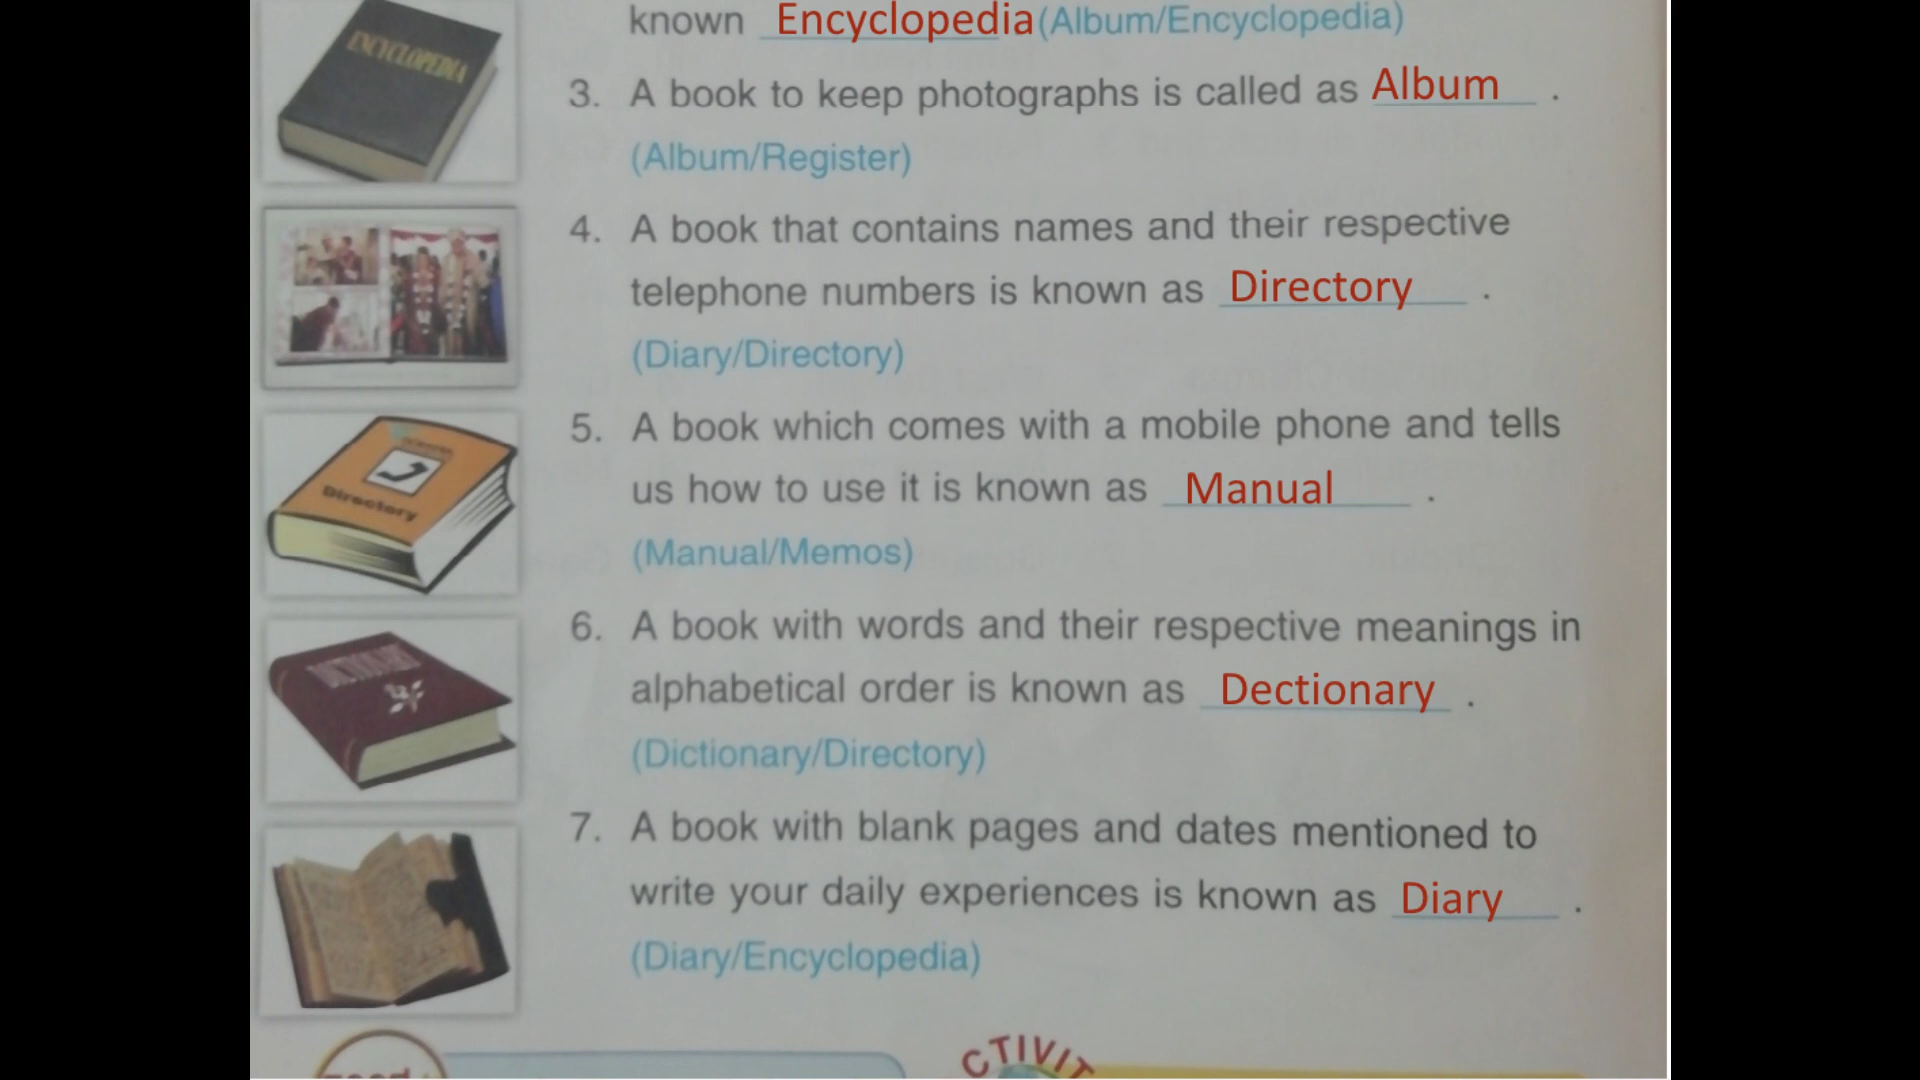 ENCYCLOPEDIA
known Encyclopedia (Album/Encyclopedia)
3. A book to keep photographs is called as Album .
(Album/Register)
4. A book that contains names and their respective
telephone numbers is known as Directory .
(Diary/Directory)
Directory
5. A book which comes with a mobile phone and tells
us how to use it is known as Manual .
(Manual/Memos)
6. A book with words and their respective meanings in
alphabetical order is known as Dectionary .
(Dictionary/Directory)
7. A book with blank pages and dates mentioned to
write your daily experiences is known as Diary .
(Diary/Encyclopedia)
CTIVIT